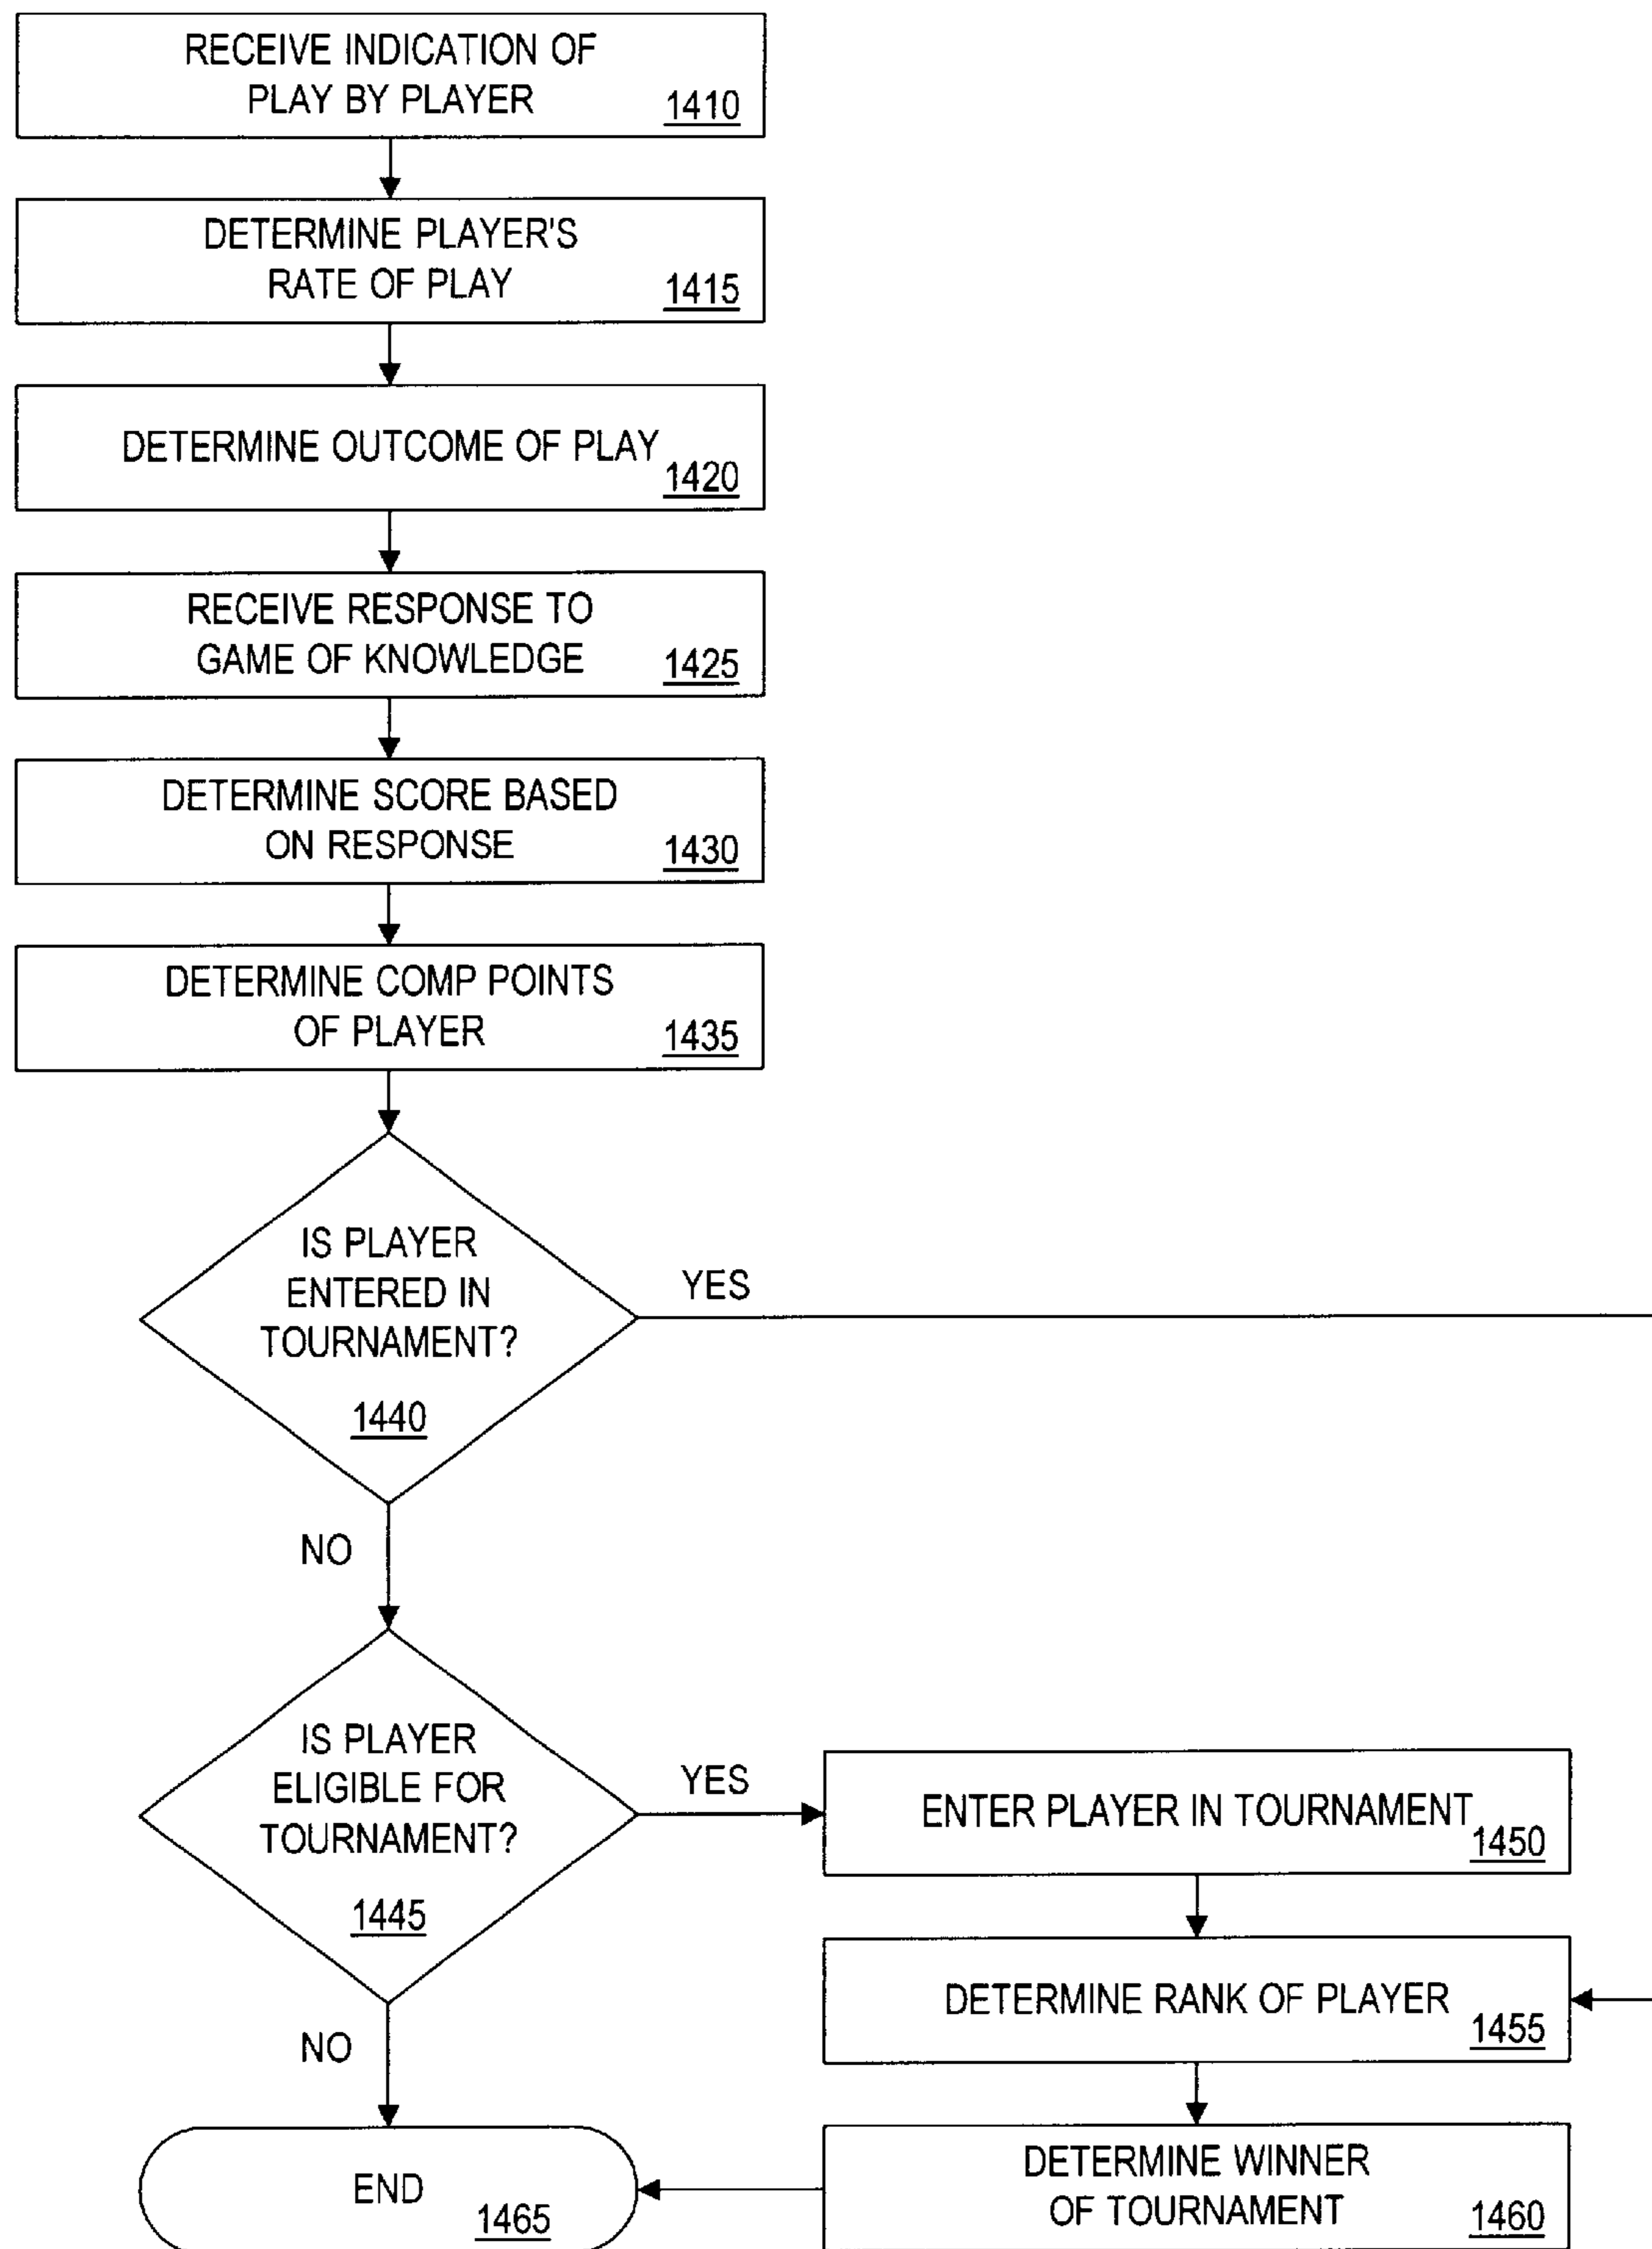 RECEIVE INDICATION OF
PLAY BY PLAYER
1410
DETERMINE PLAYER'S
RATE OF PLAY
1415
DETERMINE OUTCOME OF PLAY
1420
RECEIVE RESPONSE TO
GAME OF KNOWLEDGE
1425
DETERMINE SCORE BASED
ON RESPONSE
1430
DETERMINE COMP POINTS
OF PLAYER
1435
IS PLAYER
ENTERED IN
TOURNAMENT?
1440
YES
NO
IS PLAYER
ELIGIBLE FOR
TOURNAMENT?
1445
YES
NO
ENTER PLAYER IN TOURNAMENT
1450
DETERMINE RANK OF PLAYER
1455
DETERMINE WINNER
OF TOURNAMENT
1460
END
1465